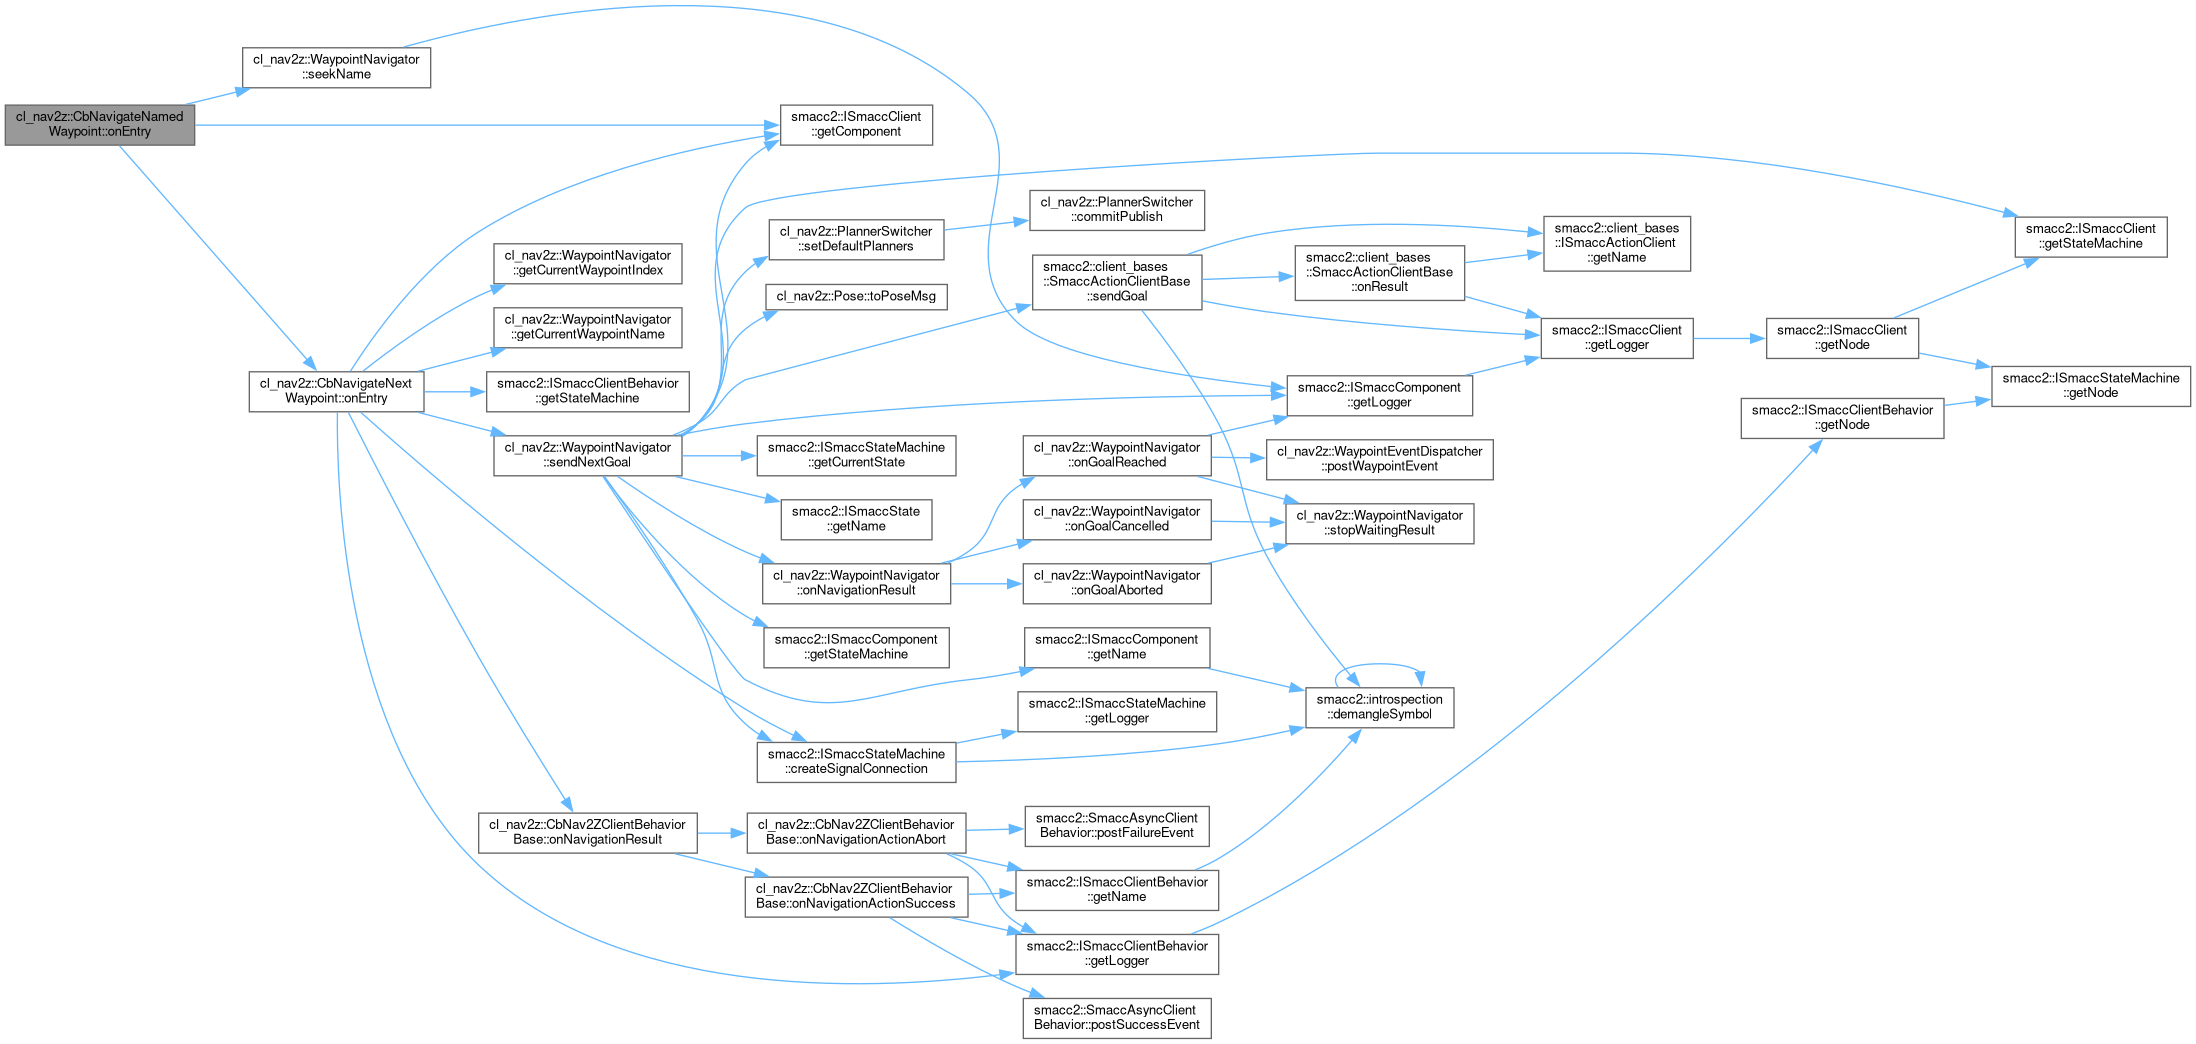 cl_nav2z::CbNavigateNamed
Waypoint::onEntry
cl_nav2z::WaypointNavigator
::seekName
smacc2::ISmaccClient
::getComponent
cl_nav2z::CbNavigateNext
Waypoint::onEntry
cl_nav2z::WaypointNavigator
::getCurrentWaypointIndex
cl_nav2z::WaypointNavigator
::getCurrentWaypointName
smacc2::ISmaccClientBehavior
::getStateMachine
cl_nav2z::WaypointNavigator
::sendNextGoal
cl_nav2z::PlannerSwitcher
::setDefaultPlanners
cl_nav2z::PlannerSwitcher
::commitPublish
cl_nav2z::Pose::toPoseMsg
smacc2::client_bases
::SmaccActionClientBase
::sendGoal
smacc2::client_bases
::SmaccActionClientBase
::onResult
smacc2::client_bases
::ISmaccActionClient
::getName
smacc2::ISmaccClient
::getStateMachine
smacc2::ISmaccClient
::getLogger
smacc2::ISmaccClient
::getNode
smacc2::ISmaccStateMachine
::getNode
smacc2::ISmaccComponent
::getLogger
smacc2::ISmaccClientBehavior
::getNode
smacc2::ISmaccStateMachine
::getCurrentState
cl_nav2z::WaypointNavigator
::onGoalReached
cl_nav2z::WaypointEventDispatcher
::postWaypointEvent
smacc2::ISmaccState
::getName
cl_nav2z::WaypointNavigator
::onGoalCancelled
cl_nav2z::WaypointNavigator
::stopWaitingResult
cl_nav2z::WaypointNavigator
::onNavigationResult
cl_nav2z::WaypointNavigator
::onGoalAborted
smacc2::ISmaccComponent
::getStateMachine
smacc2::ISmaccComponent
::getName
smacc2::introspection
::demangleSymbol
smacc2::ISmaccStateMachine
::getLogger
smacc2::ISmaccStateMachine
::createSignalConnection
cl_nav2z::CbNav2ZClientBehavior
Base::onNavigationResult
cl_nav2z::CbNav2ZClientBehavior
Base::onNavigationActionAbort
smacc2::SmaccAsyncClient
Behavior::postFailureEvent
cl_nav2z::CbNav2ZClientBehavior
Base::onNavigationActionSuccess
smacc2::ISmaccClientBehavior
::getName
smacc2::ISmaccClientBehavior
::getLogger
smacc2::SmaccAsyncClient
Behavior::postSuccessEvent